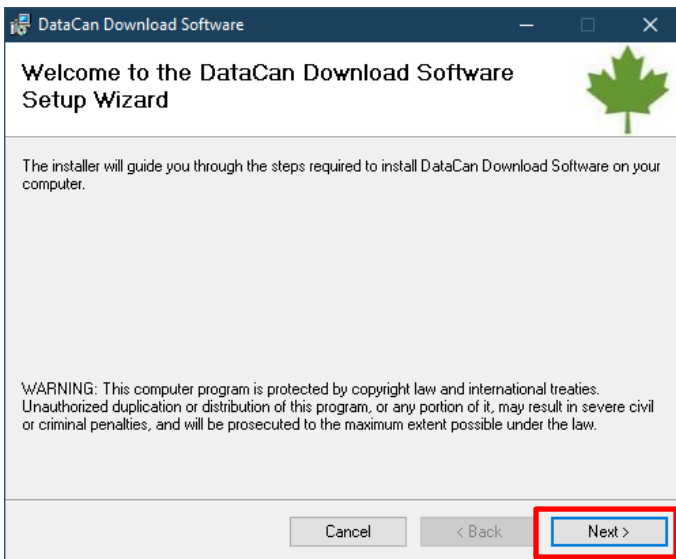 DataCan Download Software
Welcome to the DataCan Download Software
Setup Wizard
The installer will guide you through the steps required to install DataCan Download Software on your
computer.
WARNING: This computer program is protected by copyright law and international treaties.
Unauthorized duplication or distribution of this program, or any portion of it, may result in severe civil
or criminal penalties, and will be prosecuted to the maximum extent possible under the law.
Cancel
< Back
Next >